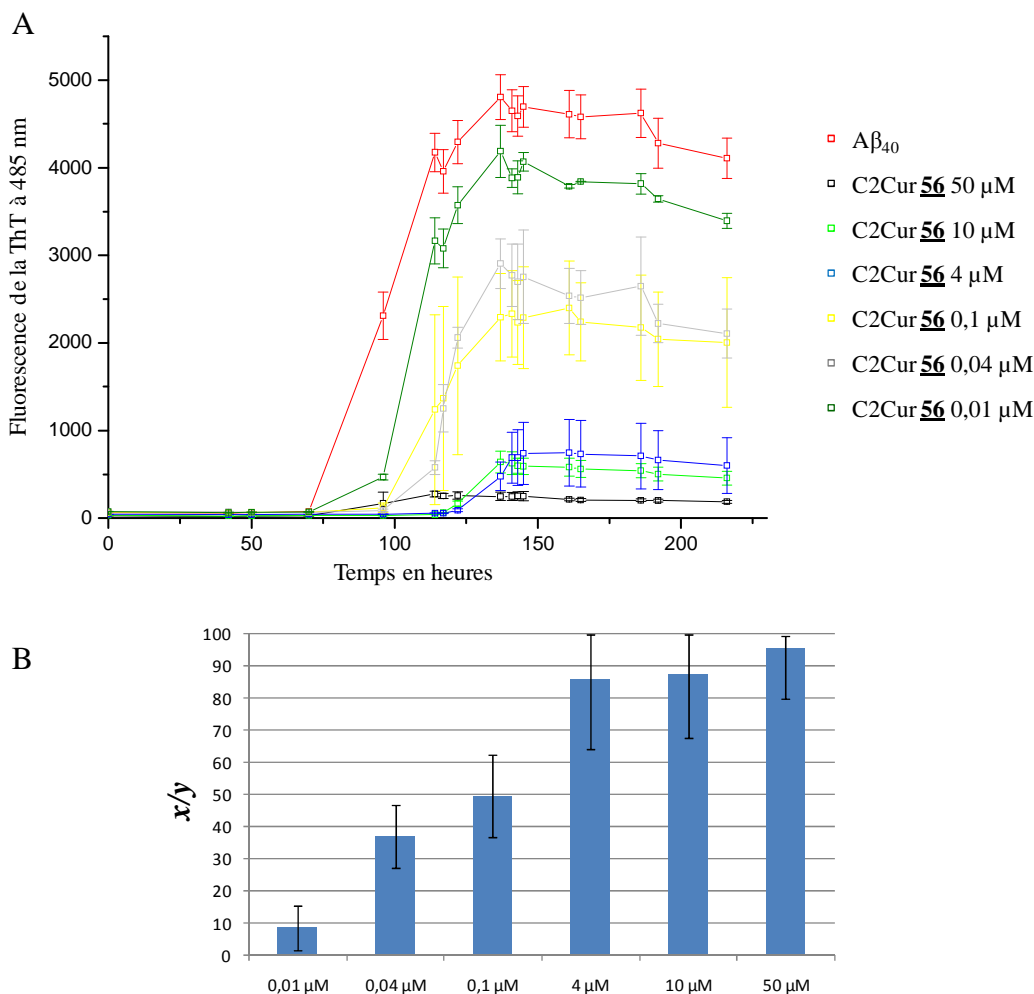 A
5000
4000
3000
2000
1000
0
Fluorescence de la ThT à 485 nm
0
50
100
150
200
Temps en heures
Aβ40
C2Cur 56 50 µM
C2Cur 56 10 µM
C2Cur 56 4 µM
C2Cur 56 0,1 µM
C2Cur 56 0,04 µM
C2Cur 56 0,01 µM
B
100
90
80
70
60
50
40
30
20
10
0
x/y
0,01 µM
0,04 µM
0,1 µM
4 µM
10 µM
50 µM